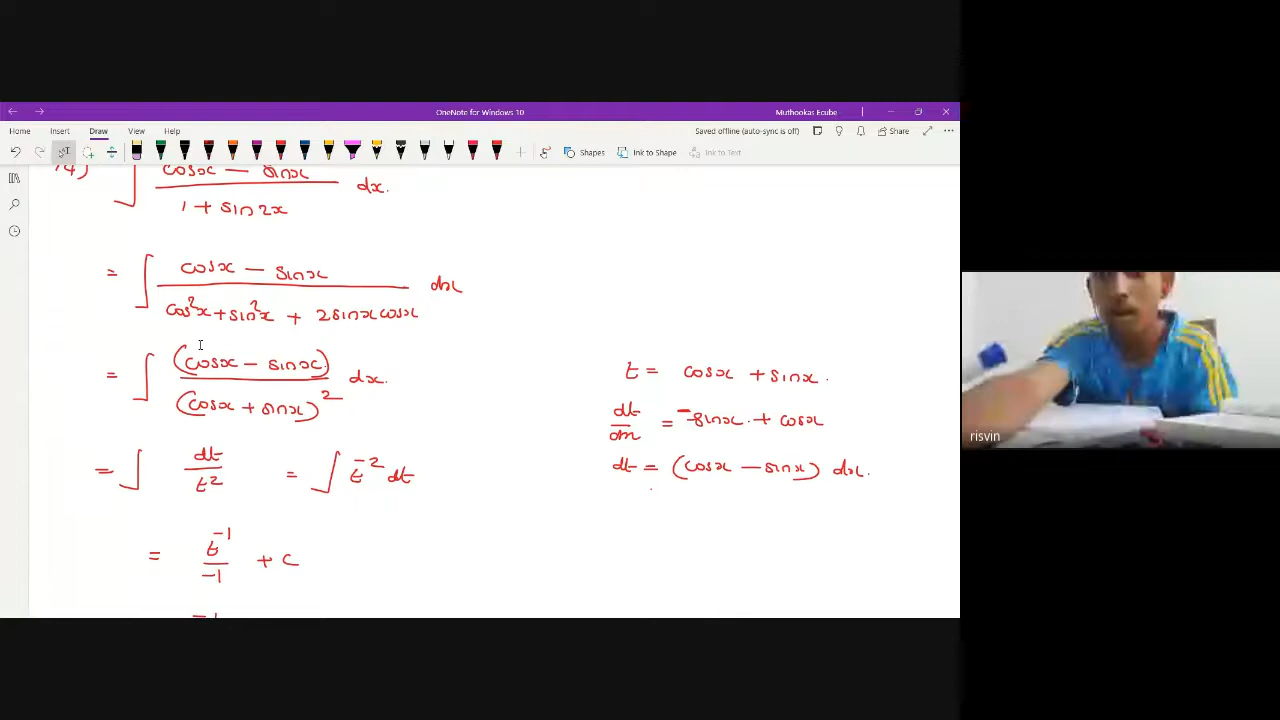 OneNote for Windows 10
Muthookas Ecube
Home Insert Draw View Help
Saved offline (auto-sync is off)
Share
Shapes
Ink to Shape
Ink to Text
14) ∫ (cosx − sinx)/(1 + sin2x) dx.
= ∫ (cosx − sinx)/(cos²x + sin²x + 2sinxcosx) dx
= ∫ (cosx − sinx)/(cosx + sinx)² dx.
= ∫ dt/t² = ∫ t⁻² dt
= t⁻¹/−1 + c
−1
t = cosx + sinx.
dt/dx = −sinx. + cosx
dt = (cosx − sinx) dx.
risvin